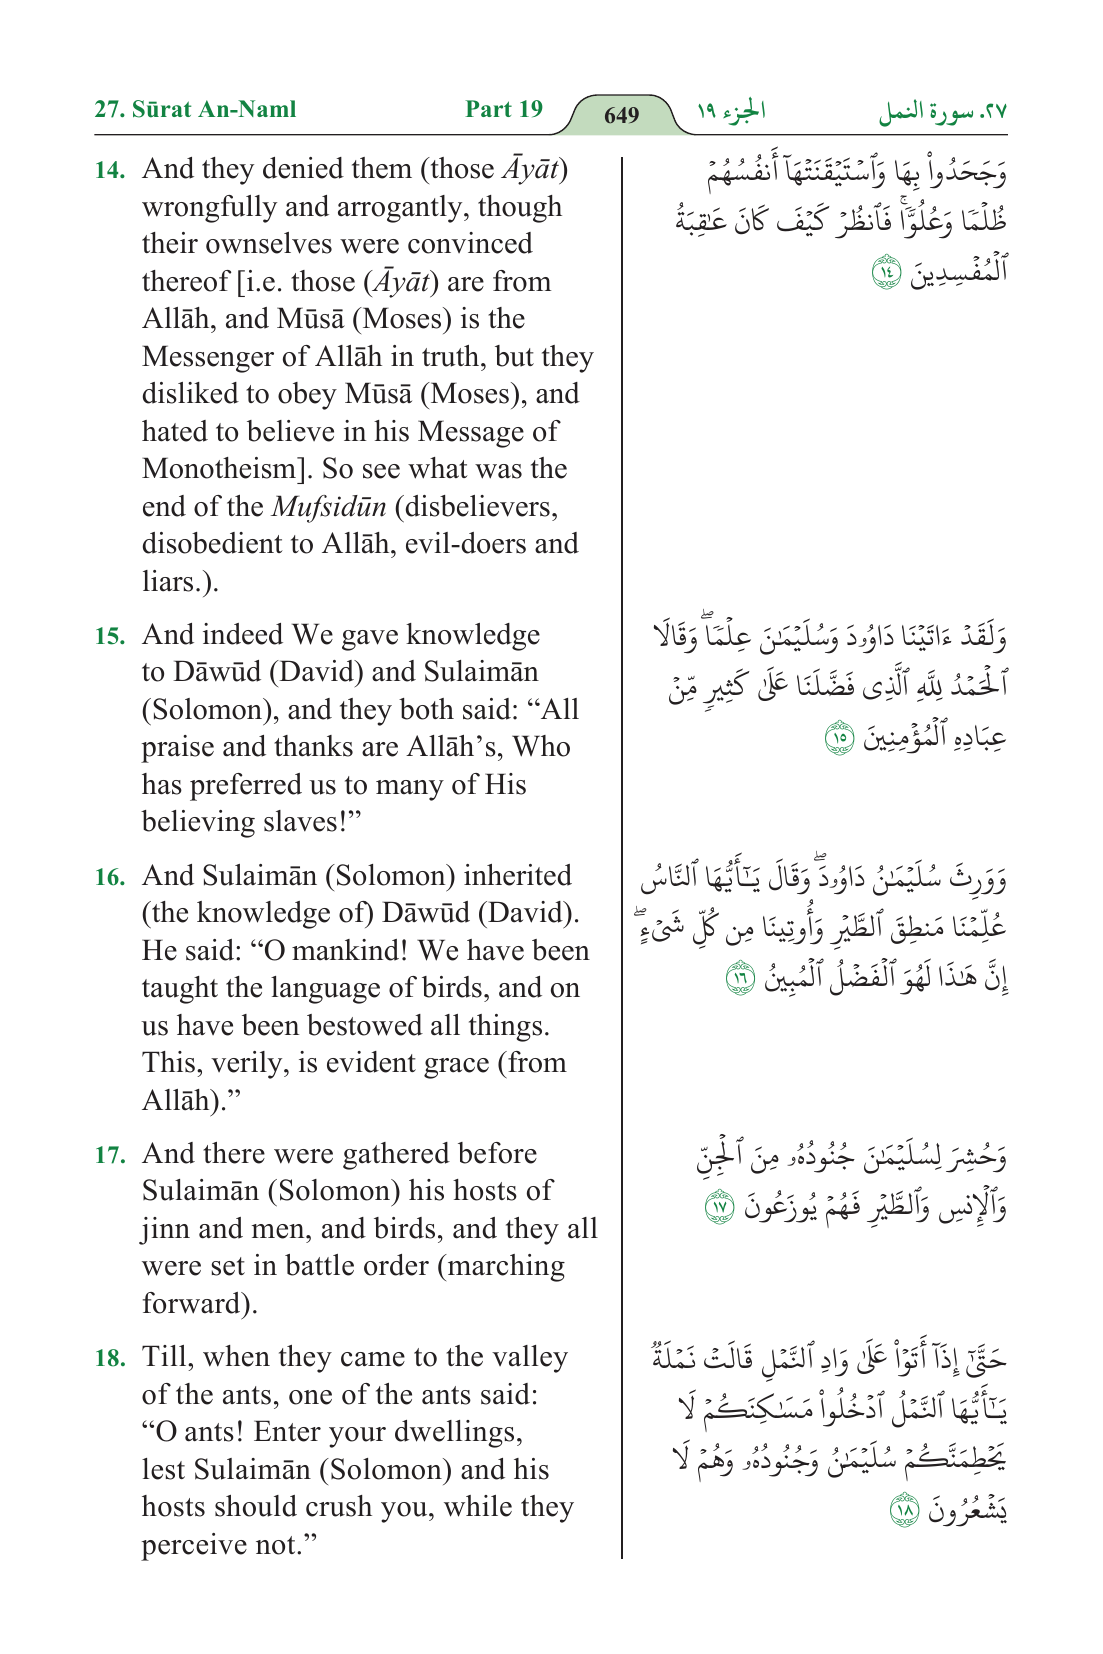 27. Sūrat An-Naml
Part 19
649
الجزء ١٩
٢٧. سورة النمل
14. And they denied them (those Āyāt)
wrongfully and arrogantly, though
their ownselves were convinced
thereof [i.e. those (Āyāt) are from
Allāh, and Mūsā (Moses) is the
Messenger of Allāh in truth, but they
disliked to obey Mūsā (Moses), and
hated to believe in his Message of
Monotheism]. So see what was the
end of the Mufsidūn (disbelievers,
disobedient to Allāh, evil-doers and
liars.).
وَجَحَدُوا۟ بِهَا وَٱسْتَيْقَنَتْهَآ أَنفُسُهُمْ
ظُلْمًا وَعُلُوًّا ۚ فَٱنظُرْ كَيْفَ كَانَ عَـٰقِبَةُ
ٱلْمُفْسِدِينَ ١٤
15. And indeed We gave knowledge
to Dāwūd (David) and Sulaimān
(Solomon), and they both said: “All
praise and thanks are Allāh’s, Who
has preferred us to many of His
believing slaves!”
وَلَقَدْ ءَاتَيْنَا دَاوُۥدَ وَسُلَيْمَـٰنَ عِلْمًا ۖ وَقَالَا
ٱلْحَمْدُ لِلَّهِ ٱلَّذِى فَضَّلَنَا عَلَىٰ كَثِيرٍ مِّنْ
عِبَادِهِ ٱلْمُؤْمِنِينَ ١٥
16. And Sulaimān (Solomon) inherited
(the knowledge of) Dāwūd (David).
He said: “O mankind! We have been
taught the language of birds, and on
us have been bestowed all things.
This, verily, is evident grace (from
Allāh).”
وَوَرِثَ سُلَيْمَـٰنُ دَاوُۥدَ ۖ وَقَالَ يَـٰٓأَيُّهَا ٱلنَّاسُ
عُلِّمْنَا مَنطِقَ ٱلطَّيْرِ وَأُوتِينَا مِن كُلِّ شَىْءٍ ۖ
إِنَّ هَـٰذَا لَهُوَ ٱلْفَضْلُ ٱلْمُبِينُ ١٦
17. And there were gathered before
Sulaimān (Solomon) his hosts of
jinn and men, and birds, and they all
were set in battle order (marching
forward).
وَحُشِرَ لِسُلَيْمَـٰنَ جُنُودُهُۥ مِنَ ٱلْجِنِّ
وَٱلْإِنسِ وَٱلطَّيْرِ فَهُمْ يُوزَعُونَ ١٧
18. Till, when they came to the valley
of the ants, one of the ants said:
“O ants! Enter your dwellings,
lest Sulaimān (Solomon) and his
hosts should crush you, while they
perceive not.”
حَتَّىٰٓ إِذَآ أَتَوْا۟ عَلَىٰ وَادِ ٱلنَّمْلِ قَالَتْ نَمْلَةٌ
يَـٰٓأَيُّهَا ٱلنَّمْلُ ٱدْخُلُوا۟ مَسَـٰكِنَكُمْ لَا
يَحْطِمَنَّكُمْ سُلَيْمَـٰنُ وَجُنُودُهُۥ وَهُمْ لَا
يَشْعُرُونَ ١٨